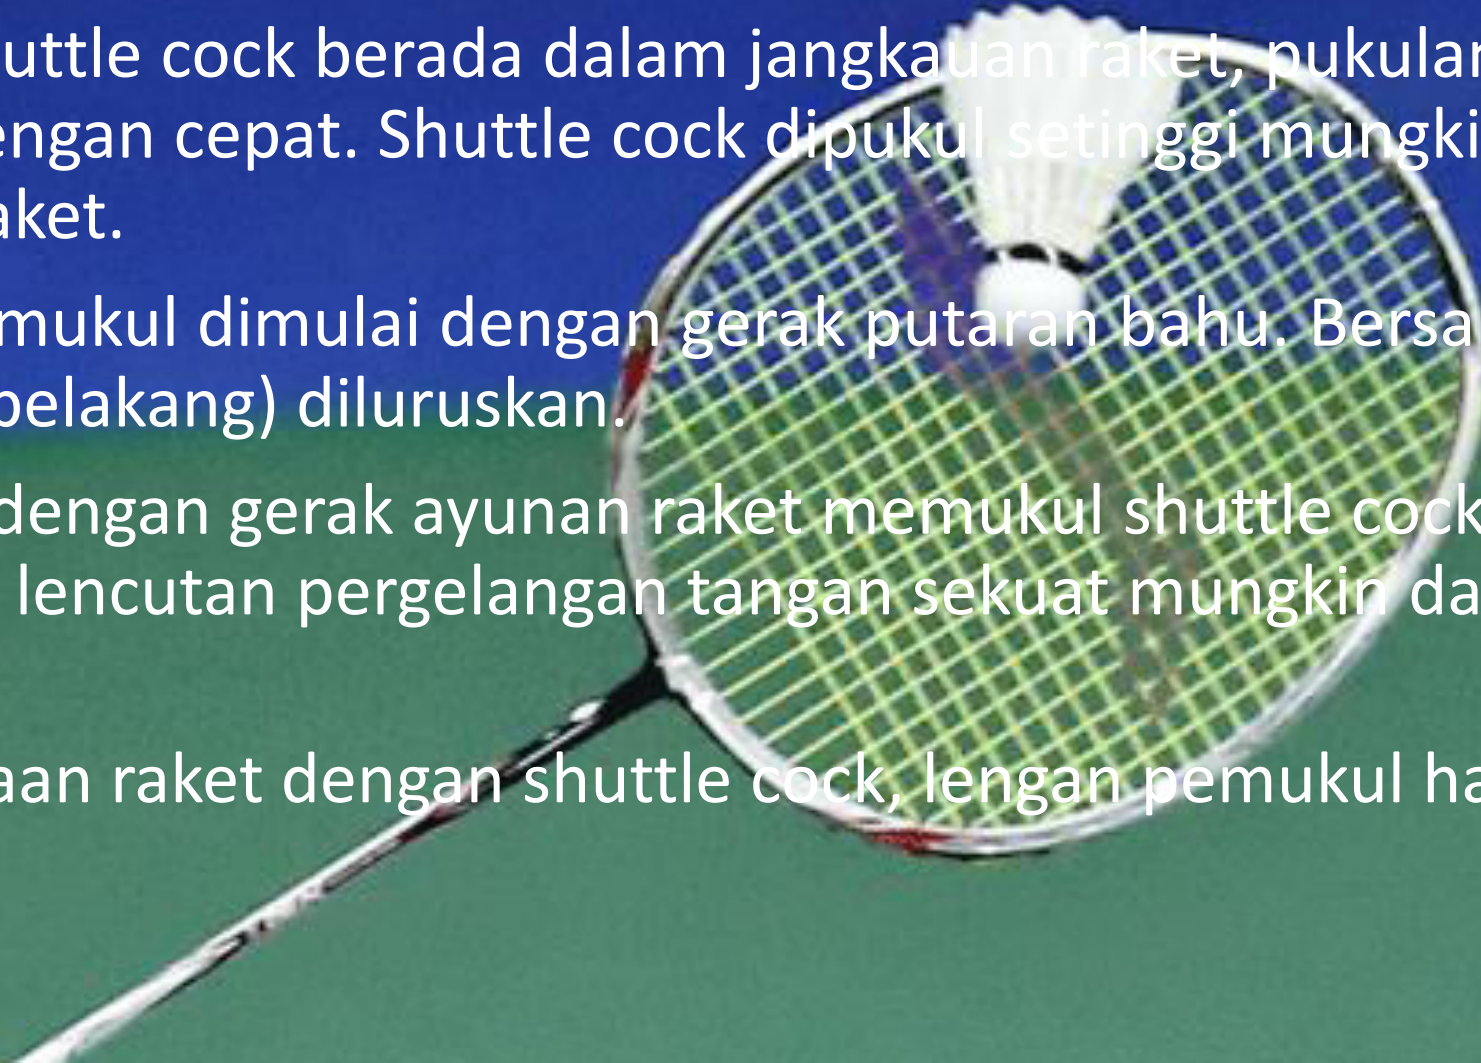 uttle cock berada dalam jangkauan raket, pukulan
engan cepat. Shuttle cock dipukul setinggi mungki
aket.
mukul dimulai dengan gerak putaran bahu. Bersa
belakang) diluruskan.
dengan gerak ayunan raket memukul shuttle cock
lencutan pergelangan tangan sekuat mungkin da
aan raket dengan shuttle cock, lengan pemukul ha